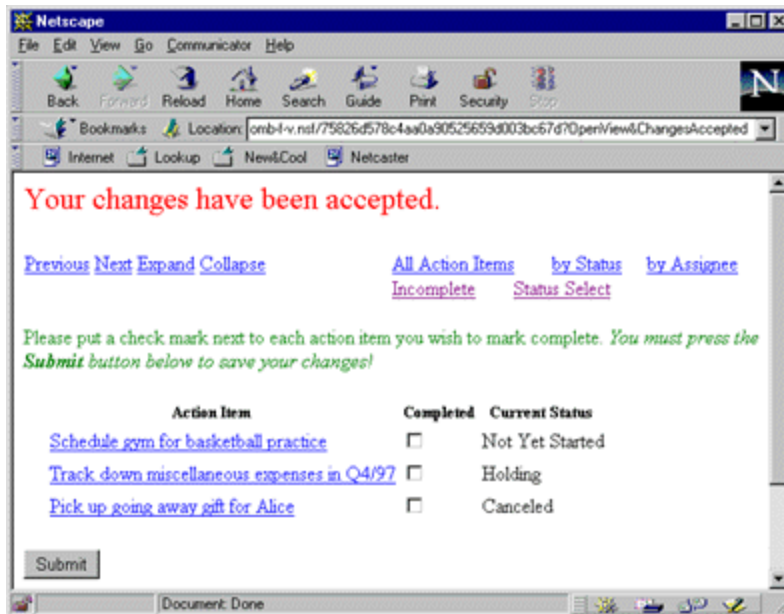 Netscape
File Edit View Go Communicator Help
Back Forward Reload Home Search Guide Print Security Stop
N
Bookmarks Location: omb-f-v.nsf/75826d578c4aa0a90525659d003bc67d?OpenView&ChangesAccepted
Internet Lookup New&Cool Netcaster
Your changes have been accepted.
Previous Next Expand Collapse All Action Items by Status by Assignee
Incomplete Status Select
Please put a check mark next to each action item you wish to mark complete. You must press the
Submit button below to save your changes!
Action Item Completed Current Status
Schedule gym for basketball practice Not Yet Started
Track down miscellaneous expenses in Q4/97 Holding
Pick up going away gift for Alice Canceled
Submit
Document: Done